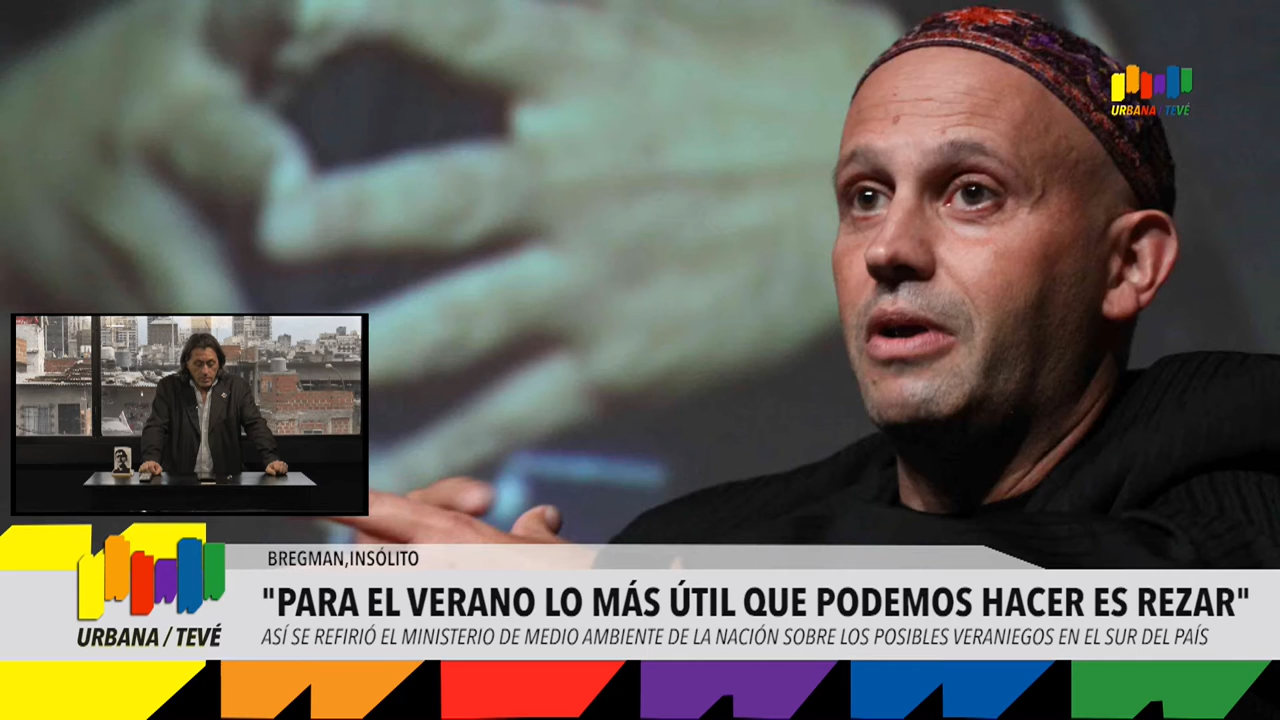 URBANA / TEVÉ
BREGMAN,INSÓLITO
"PARA EL VERANO LO MÁS ÚTIL QUE PODEMOS HACER ES REZAR"
URBANA / TEVÉ
ASÍ SE REFIRIÓ EL MINISTERIO DE MEDIO AMBIENTE DE LA NACIÓN SOBRE LOS POSIBLES VERANIEGOS EN EL SUR DEL PAÍS